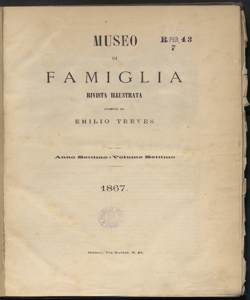 MUSEO
DI
FAMIGLIA
RIVISTA ILLUSTRATA
EMILIO TREVES
Anno Settimo - Volume Settimo
1867.